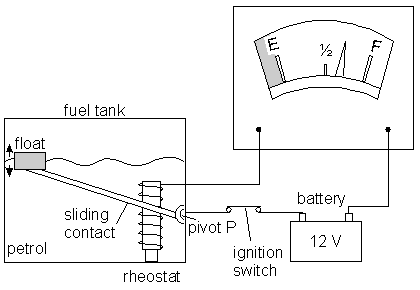 E
½
F
fuel tank
float
sliding
contact
petrol
pivot P
rheostat
ignition
switch
battery
12 V